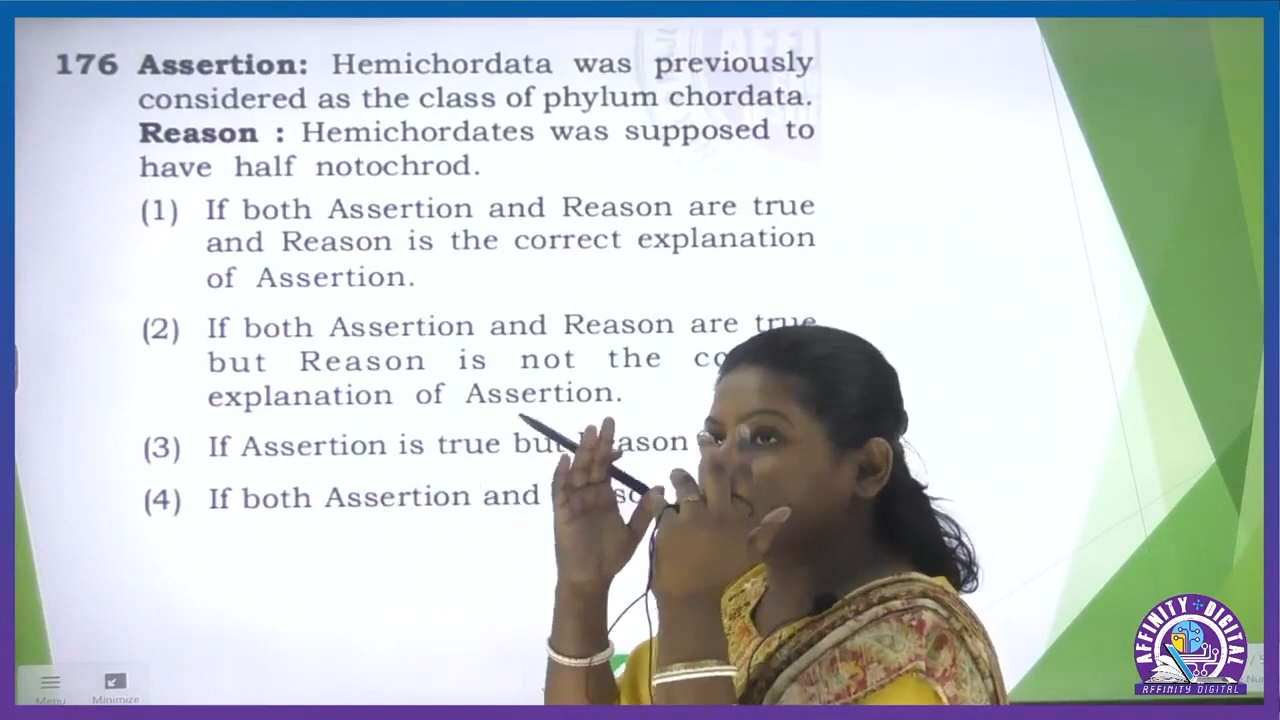 176 Assertion: Hemichordata was previously
considered as the class of phylum chordata.
Reason : Hemichordates was supposed to
have half notochrod.
(1) If both Assertion and Reason are true
and Reason is the correct explanation
of Assertion.
(2) If both Assertion and Reason are true
but Reason is not the
explanation of Assertion.
(3) If Assertion is true but
(4) If both Assertion and
Menu Minimize
AFFINITY DIGITAL
AFFINITY DIGITAL